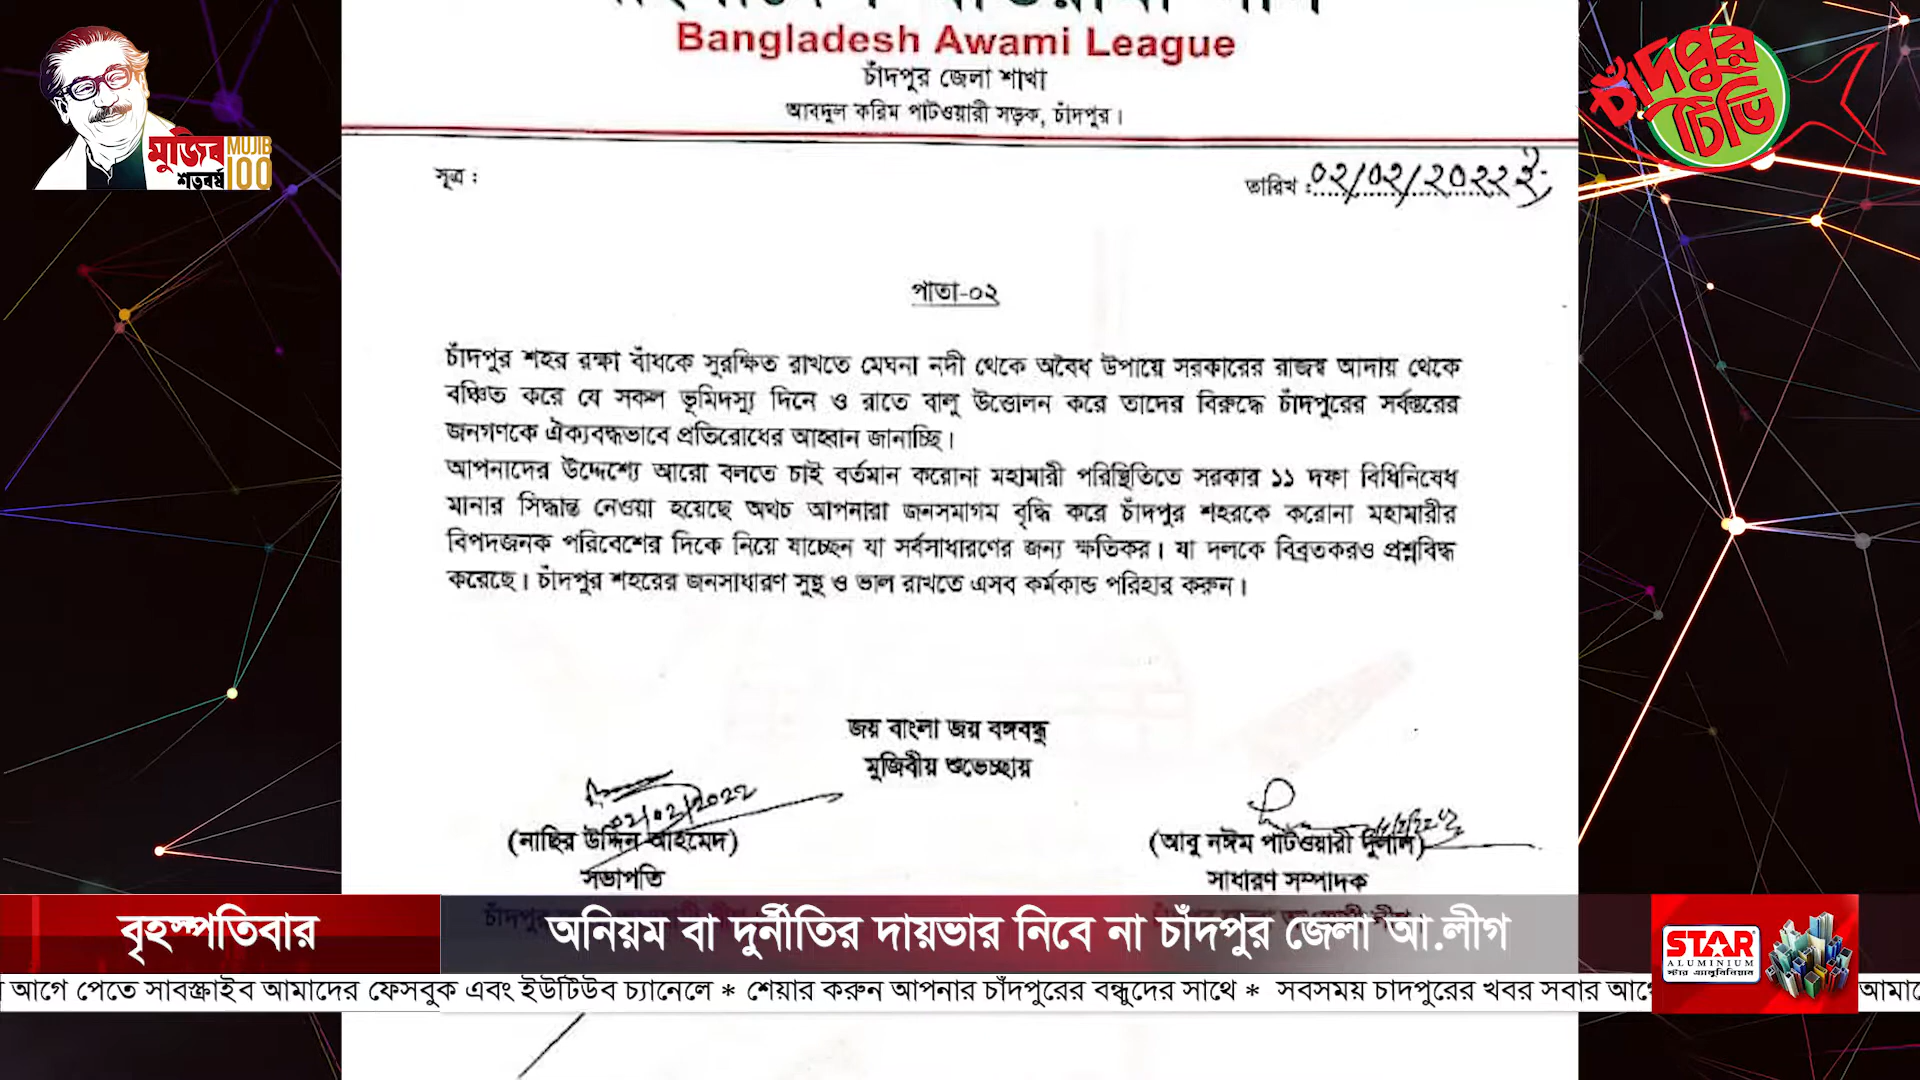 Bangladesh Awami League
চাঁদপুর জেলা শাখা
আবদুল করিম পাটওয়ারী সড়ক, চাঁদপুর।
মুজিব MUJIB
শতবর্ষ 100
চাঁদপুর
টিভি
সূত্র :
তারিখ : ০২/০২/২০২২ই:
পাতা-০২
চাঁদপুর শহর রক্ষা বাঁধকে সুরক্ষিত রাখতে মেঘনা নদী থেকে অবৈধ উপায়ে সরকারের রাজস্ব আদায় থেকে
বঞ্চিত করে যে সকল ভূমিদস্যু দিনে ও রাতে বালু উত্তোলন করে তাদের বিরুদ্ধে চাঁদপুরের সর্বস্তরের
জনগণকে ঐক্যবদ্ধভাবে প্রতিরোধের আহ্বান জানাচ্ছি।
আপনাদের উদ্দেশ্যে আরো বলতে চাই বর্তমান করোনা মহামারী পরিস্থিতিতে সরকার ১১ দফা বিধিনিষেধ
মানার সিদ্ধান্ত নেওয়া হয়েছে অথচ আপনারা জনসমাগম বৃদ্ধি করে চাঁদপুর শহরকে করোনা মহামারীর
বিপদজনক পরিবেশের দিকে নিয়ে যাচ্ছেন যা সর্বসাধারণের জন্য ক্ষতিকর। যা দলকে বিব্রতকরও প্রশ্নবিদ্ধ
করেছে। চাঁদপুর শহরের জনসাধারণ সুস্থ ও ভাল রাখতে এসব কর্মকান্ড পরিহার করুন।
জয় বাংলা জয় বঙ্গবন্ধু
মুজিবীয় শুভেচ্ছায়
০২/০২/২০২২
(নাছির উদ্দিন আহমেদ)
সভাপতি
(আবু নঈম পাটওয়ারী দুলাল)
সাধারণ সম্পাদক
বৃহস্পতিবার
অনিয়ম বা দুর্নীতির দায়ভার নিবে না চাঁদপুর জেলা আ.লীগ
STAR
ALUMINIUM
স্টার এ্যালুমিনিয়াম
আগে পেতে সাবস্ক্রাইব আমাদের ফেসবুক এবং ইউটিউব চ্যানেলে * শেয়ার করুন আপনার চাঁদপুরের বন্ধুদের সাথে * সবসময় চাদপুরের খবর সবার আগে